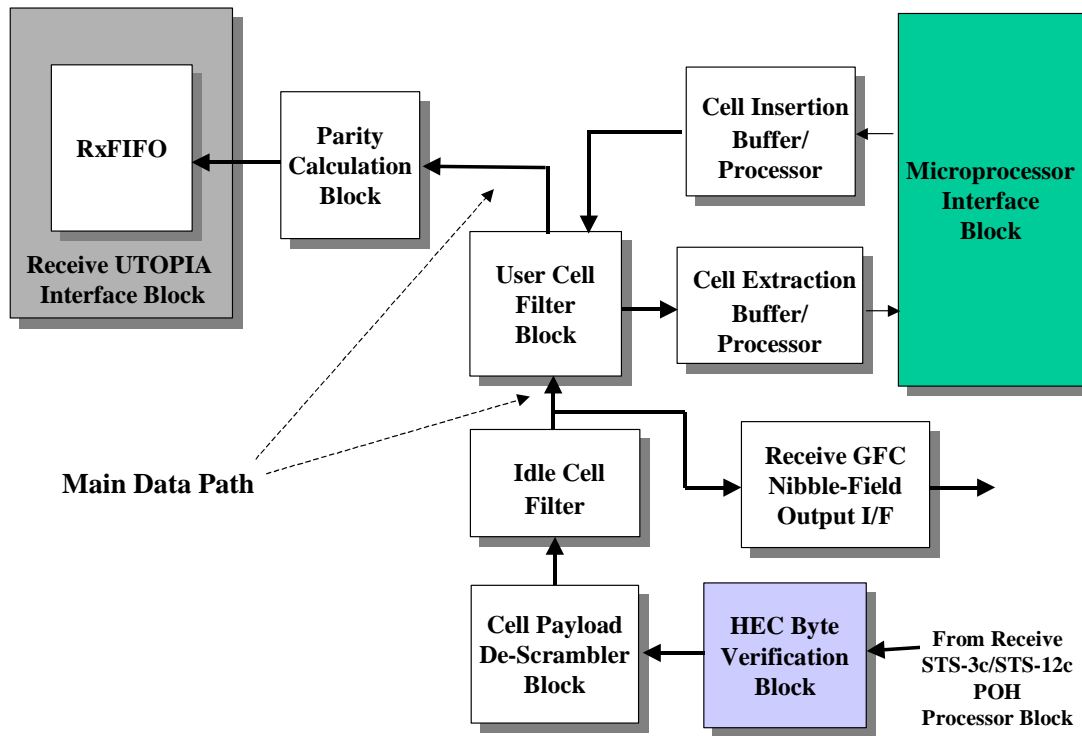 RxFIFO
Receive UTOPIA
Interface Block
Parity
Calculation
Block
Cell Insertion
Buffer/
Processor
Microprocessor
Interface
Block
User Cell
Filter
Block
Cell Extraction
Buffer/
Processor
Main Data Path
Idle Cell
Filter
Receive GFC
Nibble-Field
Output I/F
Cell Payload
De-Scrambler
Block
HEC Byte
Verification
Block
From Receive
STS-3c/STS-12c
POH
Processor Block